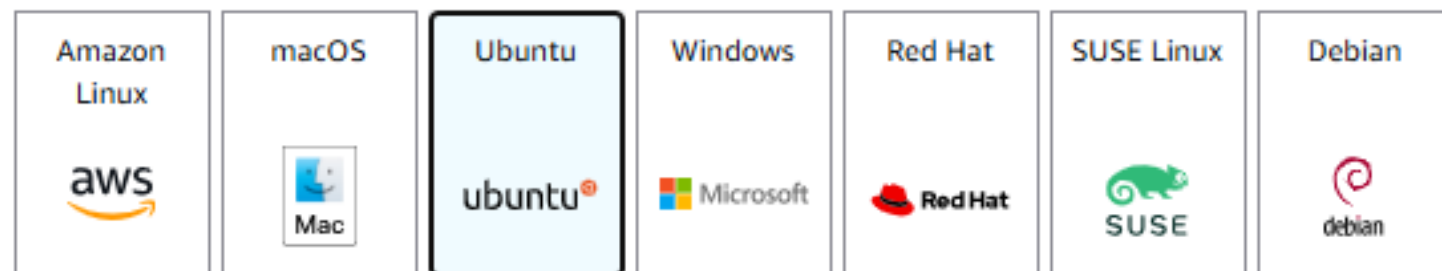 Amazon
Linux
aws
macOS
Mac
Ubuntu
ubuntu
Windows
Microsoft
Red Hat
Red Hat
SUSE Linux
SUSE
Debian
debian